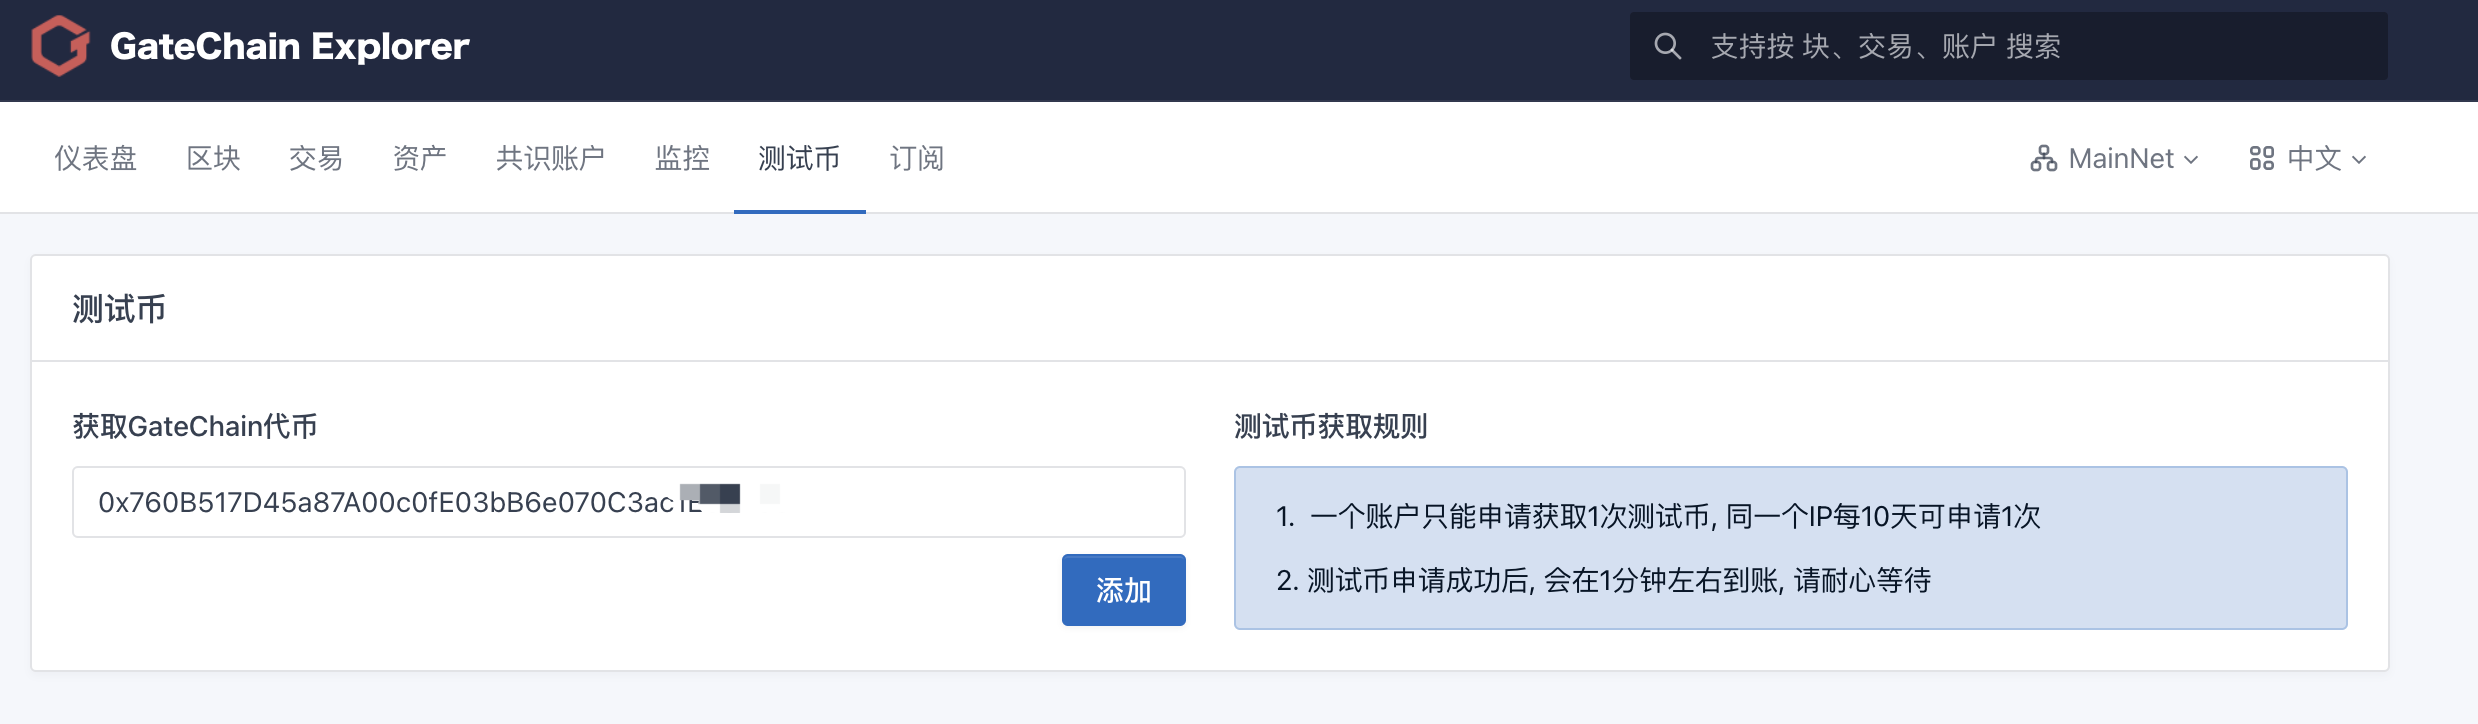 GateChain Explorer
支持按 块、交易、账户 搜索
仪表盘 区块 交易 资产 共识账户 监控 测试币 订阅 MainNet 中文
测试币
获取GateChain代币
0x760B517D45a87A00c0fE03bB6e070C3ac1E
添加
测试币获取规则
1. 一个账户只能申请获取1次测试币, 同一个IP每10天可申请1次
2. 测试币申请成功后, 会在1分钟左右到账, 请耐心等待